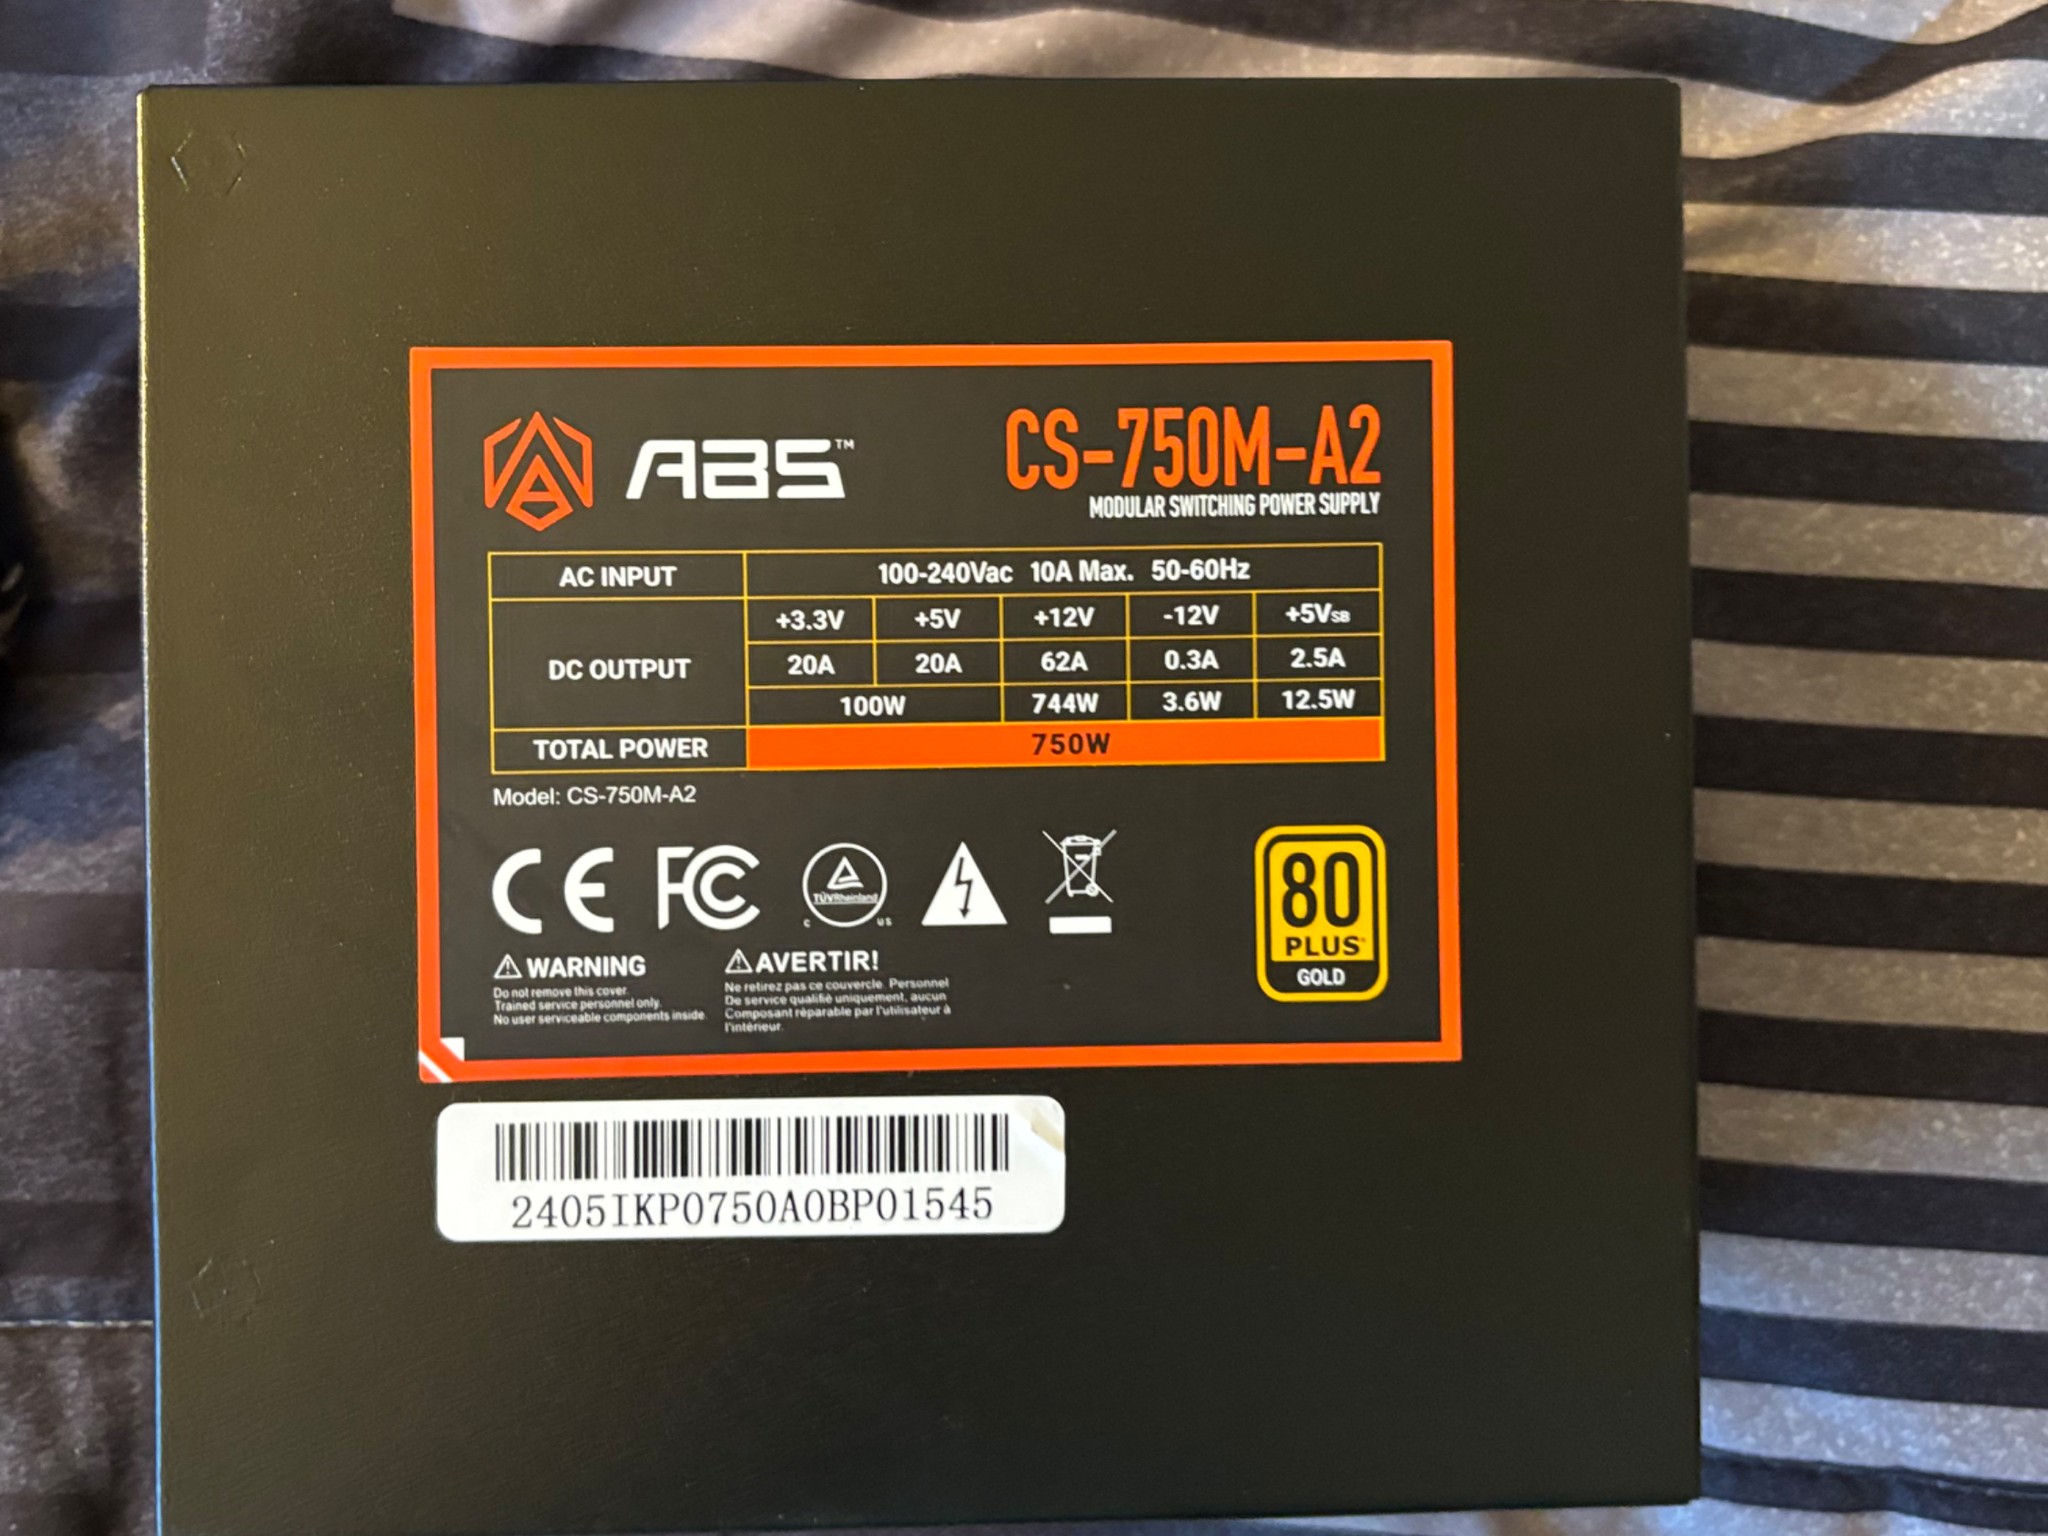 ABS™
CS-750M-A2
MODULAR SWITCHING POWER SUPPLY
AC INPUT 100-240Vac 10A Max. 50-60Hz
DC OUTPUT +3.3V +5V +12V -12V +5VSB
20A 20A 62A 0.3A 2.5A
100W 744W 3.6W 12.5W
TOTAL POWER 750W
Model: CS-750M-A2
CE FC
TÜVRheinland
C US
80
PLUS
GOLD
WARNING
Do not remove this cover.
Trained service personnel only.
No user serviceable components inside.
AVERTIR!
Ne retirez pas ce couvercle. Personnel
De service qualifié uniquement, aucun
Composant réparable par l'utilisateur à
l'intérieur.
2405IKP0750A0BP01545